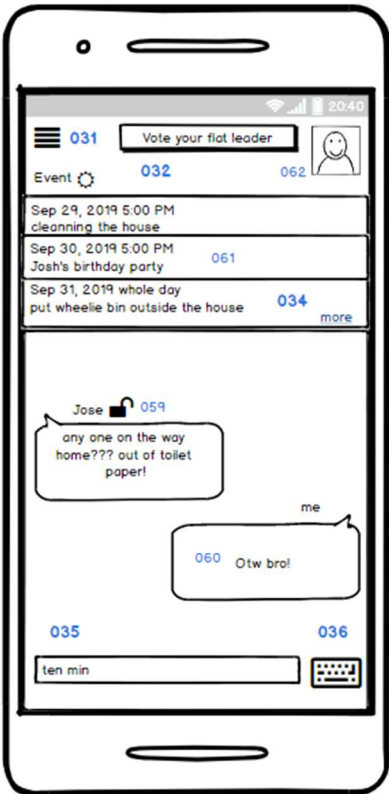 20:40
031
Vote your flat leader
032
062
Event
Sep 29, 2019 5:00 PM
cleanning the house
Sep 30, 2019 5:00 PM
Josh's birthday party
061
Sep 31, 2019 whole day
put wheelie bin outside the house
034
more
Jose
059
any one on the way
home??? out of toilet
paper!
me
060
Otw bro!
035
036
ten min